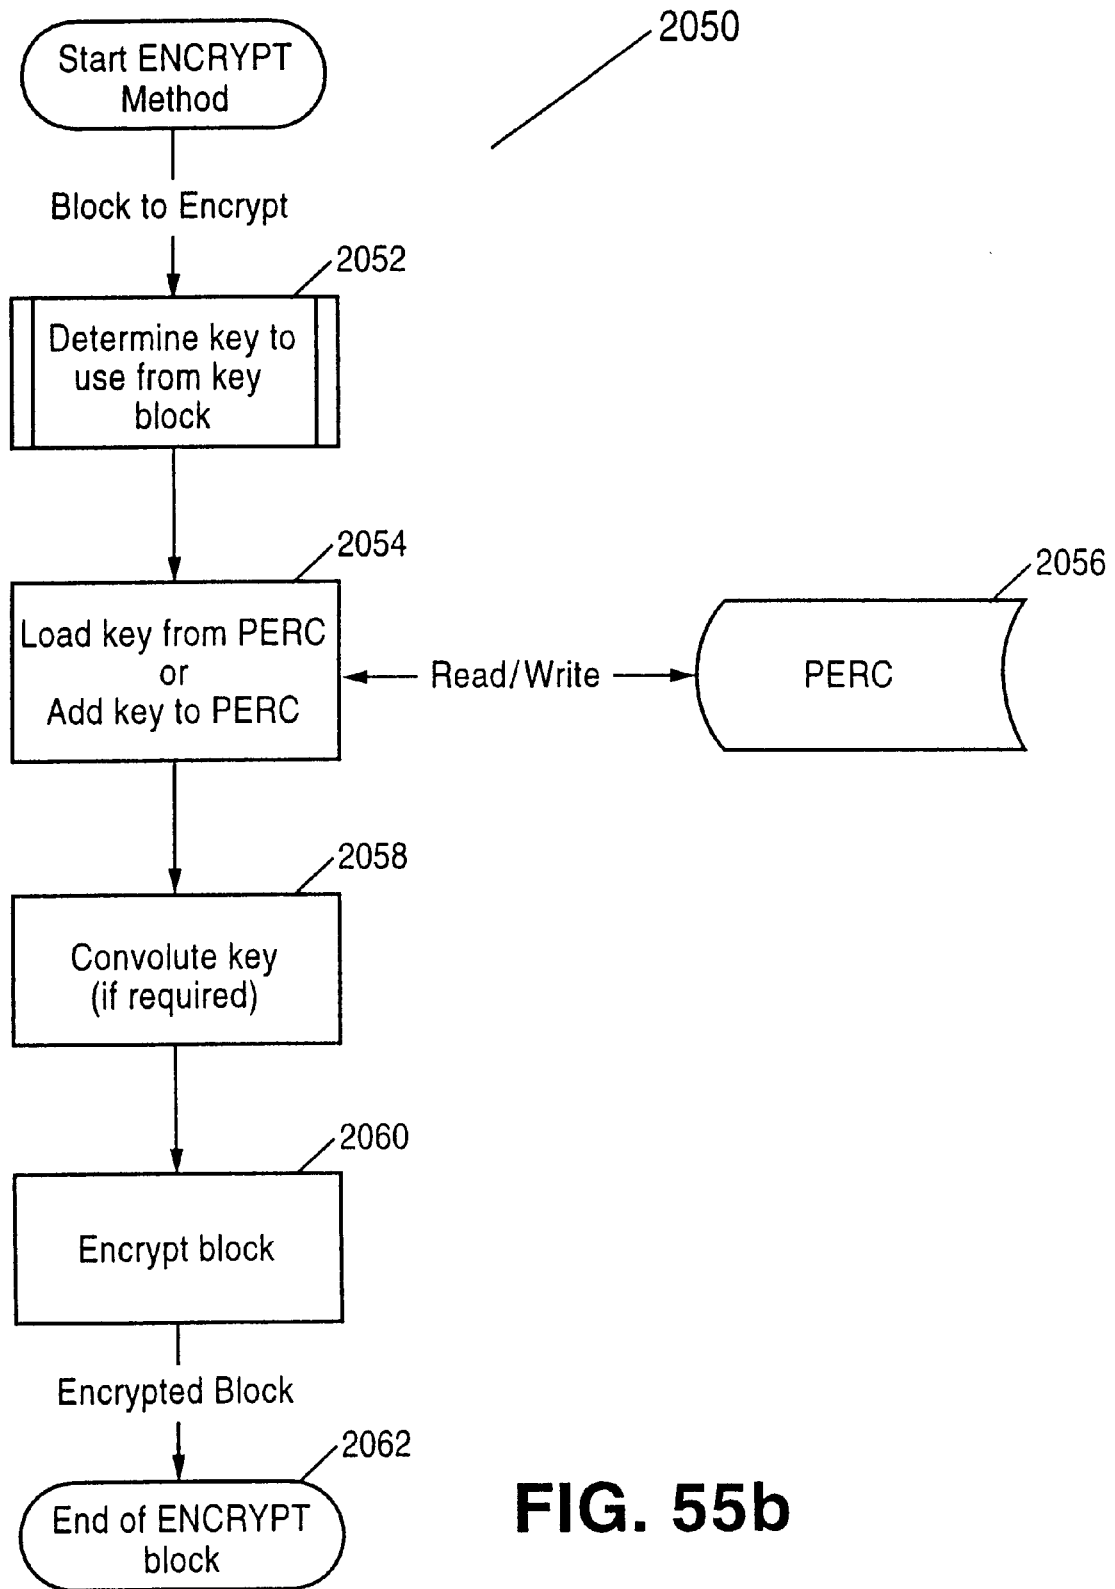 2050
Start ENCRYPT
Method
Block to Encrypt
2052
Determine key to
use from key
block
2054
Load key from PERC
or
Add key to PERC
Read/Write
2056
PERC
2058
Convolute key
(if required)
2060
Encrypt block
Encrypted Block
2062
End of ENCRYPT
block
FIG. 55b